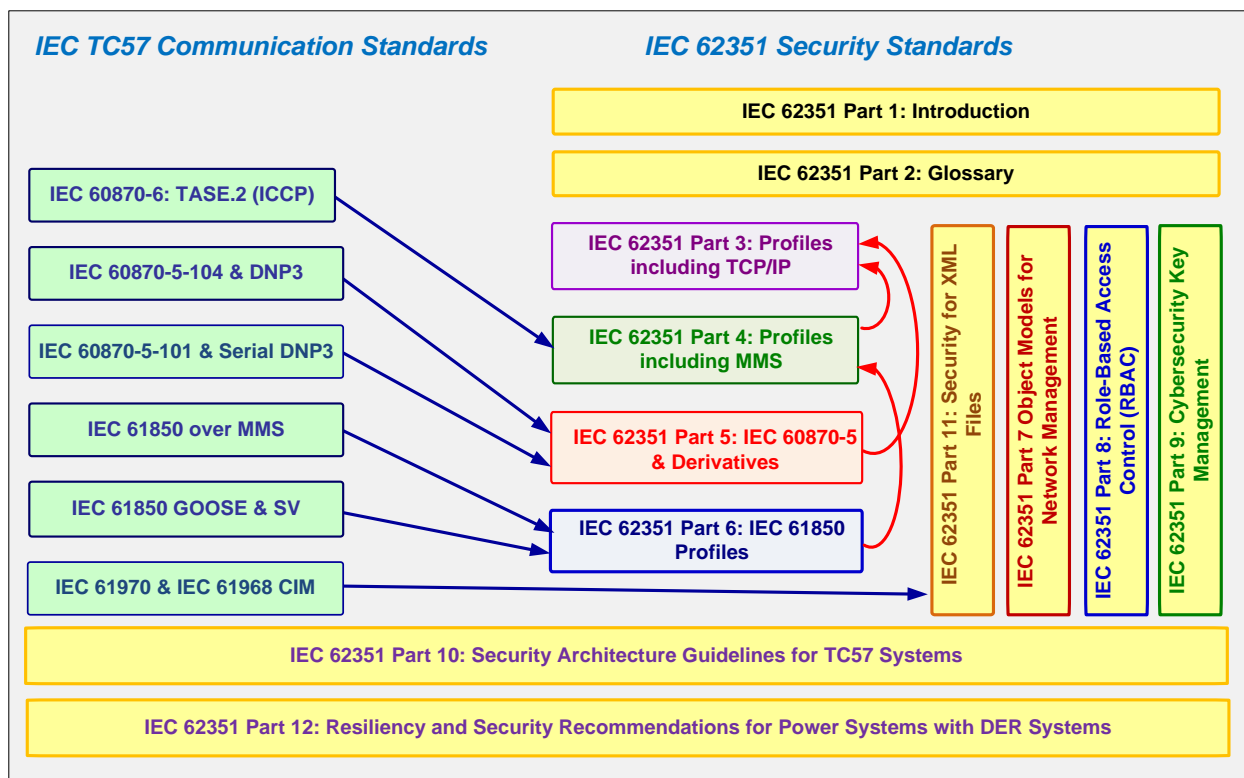 IEC TC57 Communication Standards
IEC 62351 Security Standards
IEC 62351 Part 1: Introduction
IEC 62351 Part 2: Glossary
IEC 60870-6: TASE.2 (ICCP)
IEC 60870-5-104 & DNP3
IEC 60870-5-101 & Serial DNP3
IEC 61850 over MMS
IEC 61850 GOOSE & SV
IEC 61970 & IEC 61968 CIM
IEC 62351 Part 3: Profiles
including TCP/IP
IEC 62351 Part 4: Profiles
including MMS
IEC 62351 Part 5: IEC 60870-5
& Derivatives
IEC 62351 Part 6: IEC 61850
Profiles
IEC 62351 Part 11: Security for XML
Files
IEC 62351 Part 7 Object Models for
Network Management
IEC 62351 Part 8: Role-Based Access
Control (RBAC)
IEC 62351 Part 9: Cybersecurity Key
Management
IEC 62351 Part 10: Security Architecture Guidelines for TC57 Systems
IEC 62351 Part 12: Resiliency and Security Recommendations for Power Systems with DER Systems